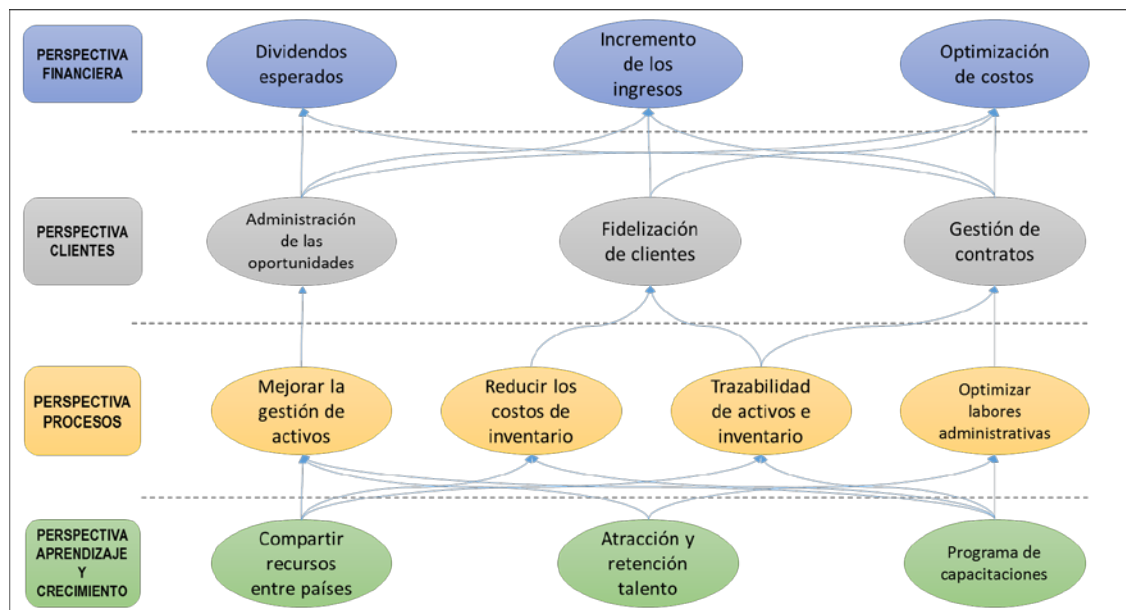 PERSPECTIVA
FINANCIERA
Dividendos
esperados
Incremento
de los
ingresos
Optimización
de costos
PERSPECTIVA
CLIENTES
Administración
de las
oportunidades
Fidelización
de clientes
Gestión de
contratos
PERSPECTIVA
PROCESOS
Mejorar la
gestión de
activos
Reducir los
costos de
inventario
Trazabilidad
de activos e
inventario
Optimizar
labores
administrativas
PERSPECTIVA
APRENDIZAJE
Y
CRECIMIENTO
Compartir
recursos
entre países
Atracción y
retención
talento
Programa de
capacitaciones